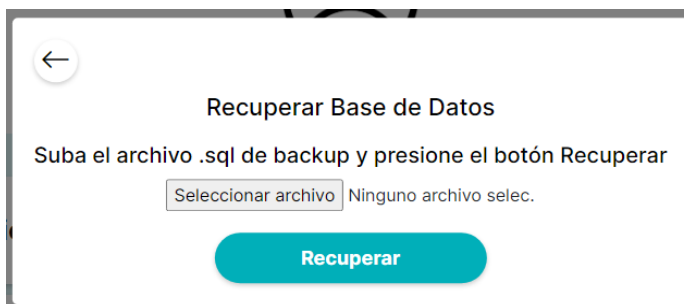 Recuperar Base de Datos
Suba el archivo .sql de backup y presione el botón Recuperar
Seleccionar archivo Ninguno archivo selec.
Recuperar